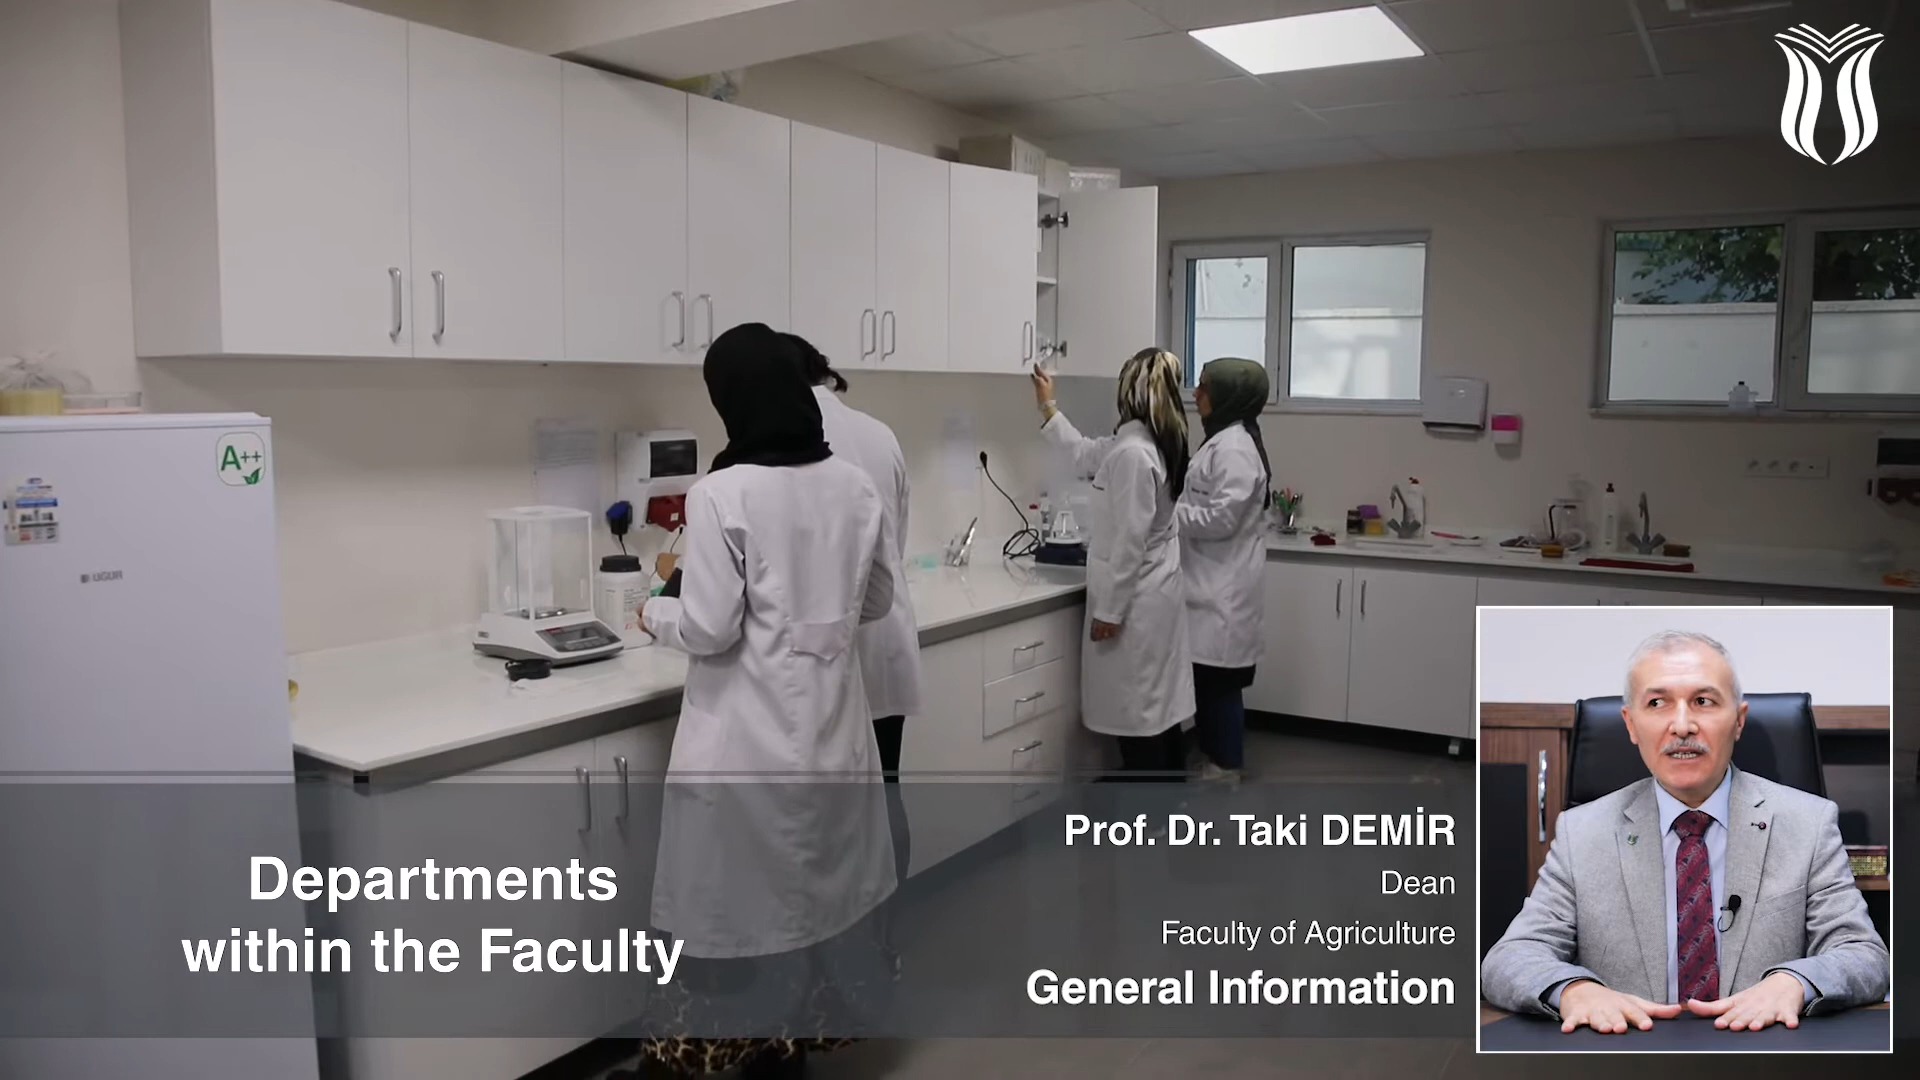 A++
UĞUR
Departments
within the Faculty
Prof. Dr. Taki DEMİR
Dean
Faculty of Agriculture
General Information